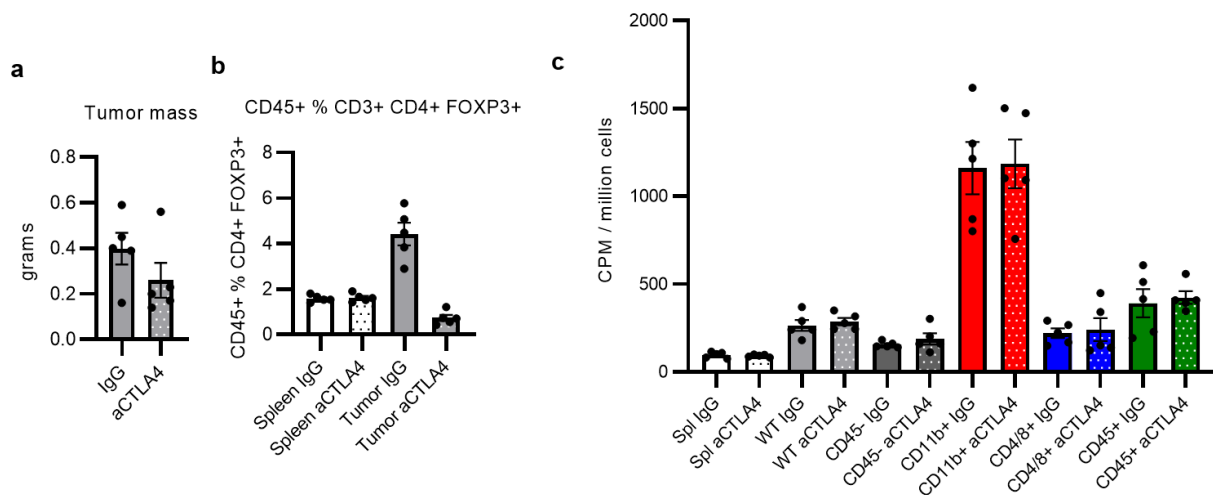 a
Tumor mass
grams
0.8
0.6
0.4
0.2
0.0
IgG
aCTLA4
b
CD45+ % CD3+ CD4+ FOXP3+
CD45+ % CD4+ FOXP3+
8
6
4
2
0
Spleen IgG
Spleen aCTLA4
Tumor IgG
Tumor aCTLA4
c
CPM / million cells
2000
1500
1000
500
0
Spl IgG
Spl aCTLA4
WT IgG
WT aCTLA4
CD45- IgG
CD45- aCTLA4
CD11b+ IgG
CD11b+ aCTLA4
CD4/8+ IgG
CD4/8+ aCTLA4
CD45+ IgG
CD45+ aCTLA4